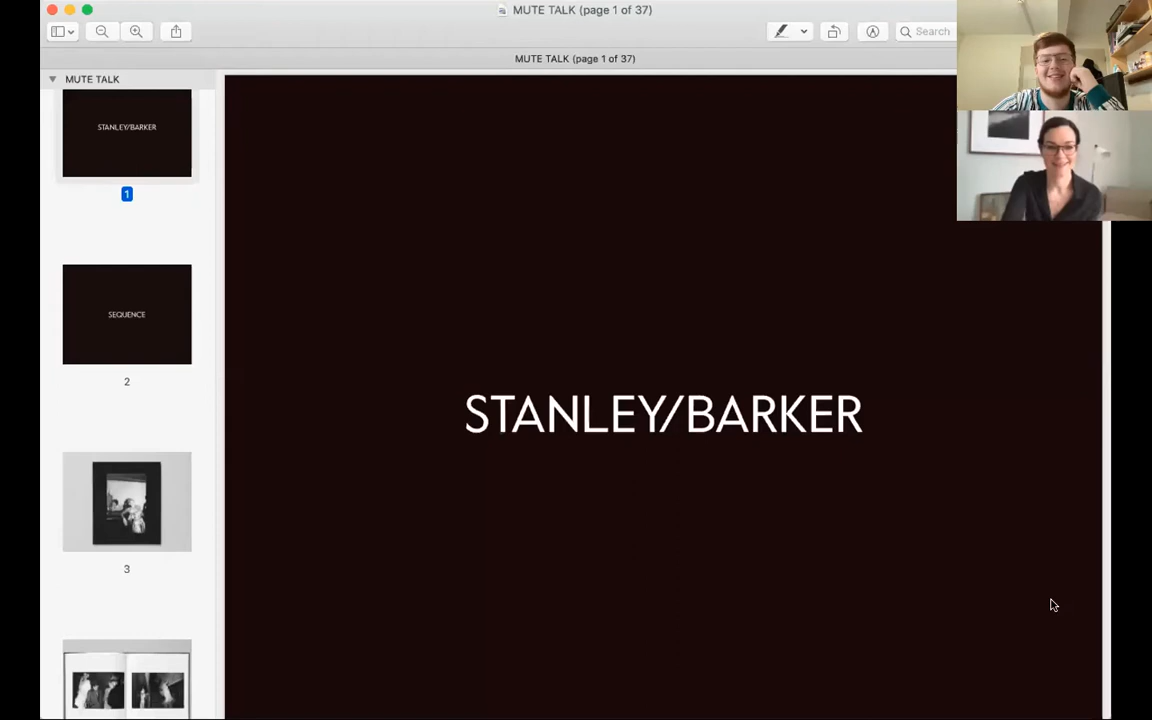 MUTE TALK (page 1 of 37)
Search
MUTE TALK (page 1 of 37)
MUTE TALK
STANLEY/BARKER
1
SEQUENCE
2
3
STANLEY/BARKER